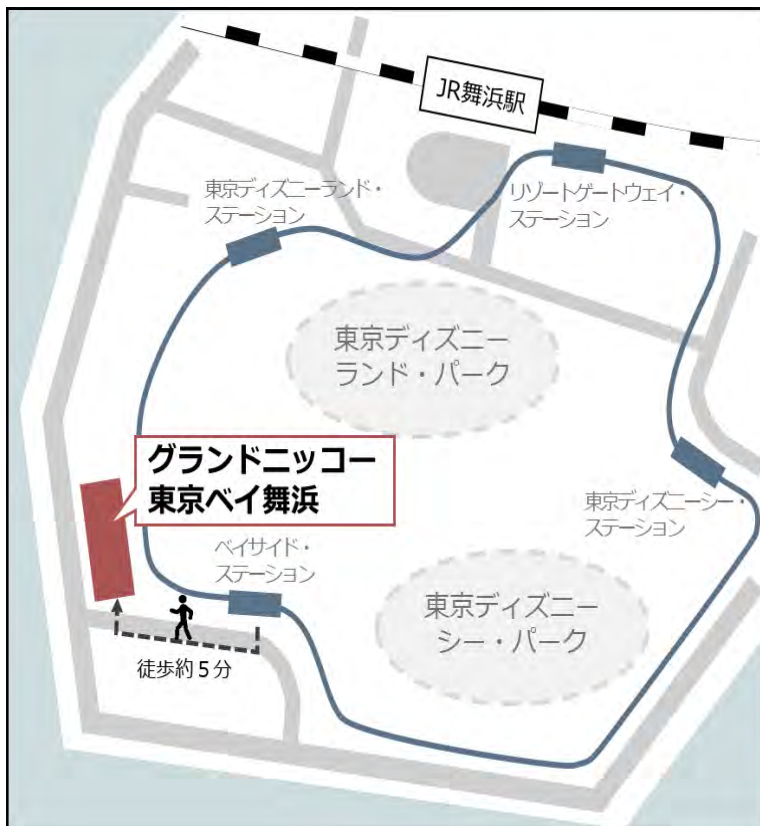 JR舞浜駅
東京ディズニーランド・
ステーション
リゾートゲートウェイ・
ステーション
東京ディズニー
ランド・パーク
グランドニッコー
東京ベイ舞浜
東京ディズニーシー・
ステーション
ベイサイド・
ステーション
東京ディズニー
シー・パーク
徒歩約5分